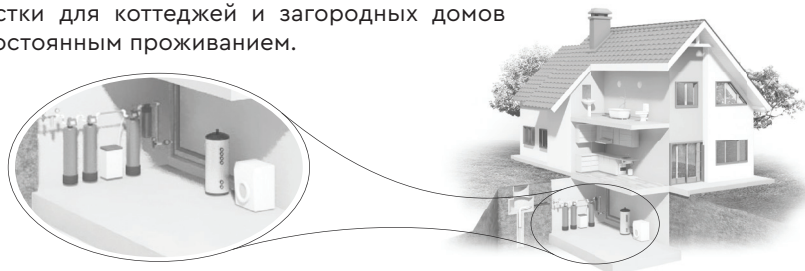 стки для коттеджей и загородных домов
остоянным проживанием.